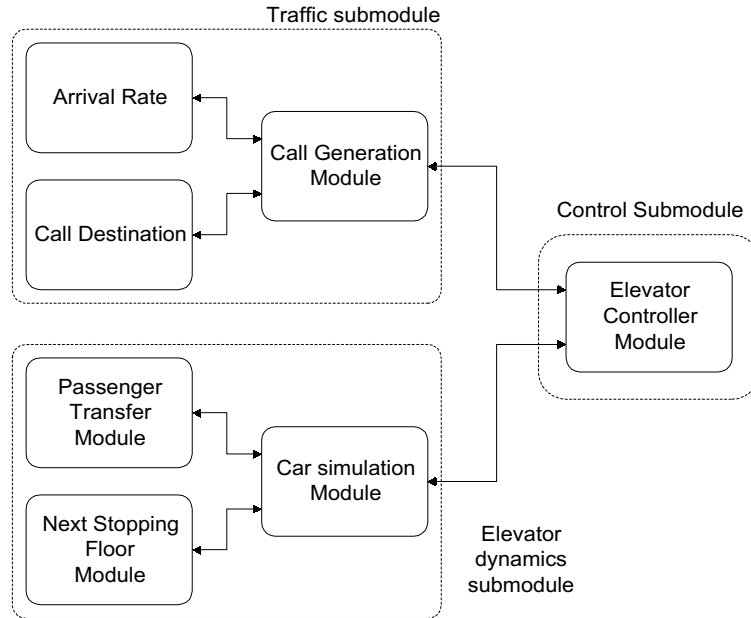 Traffic submodule
Arrival Rate
Call Generation
Module
Call Destination
Control Submodule
Elevator
Controller
Module
Passenger
Transfer
Module
Car simulation
Module
Next Stopping
Floor
Module
Elevator
dynamics
submodule